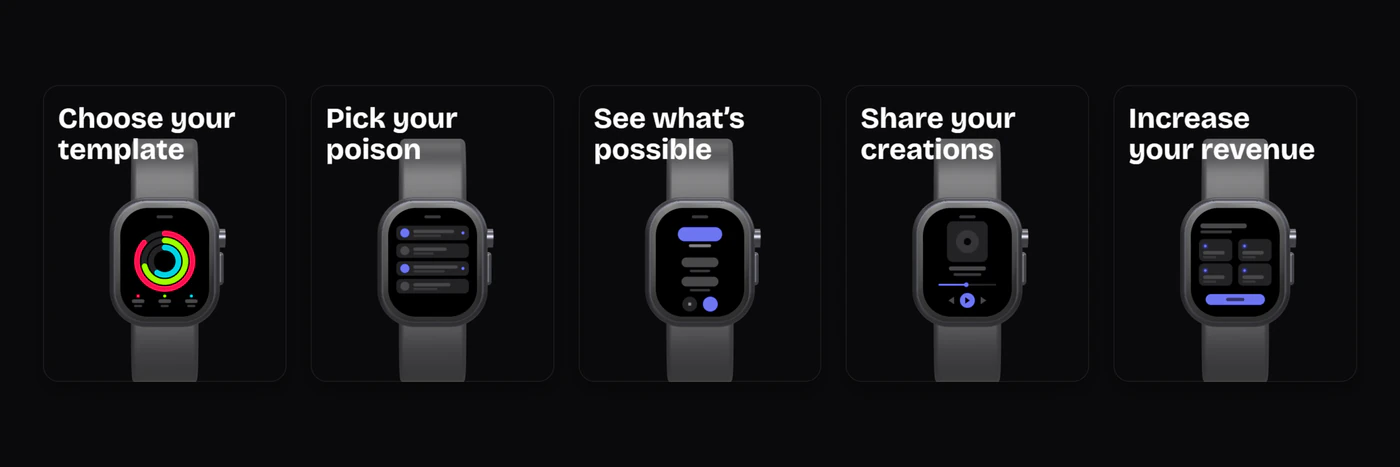 Choose your
template
Pick your
poison
See what’s
possible
Share your
creations
Increase
your revenue